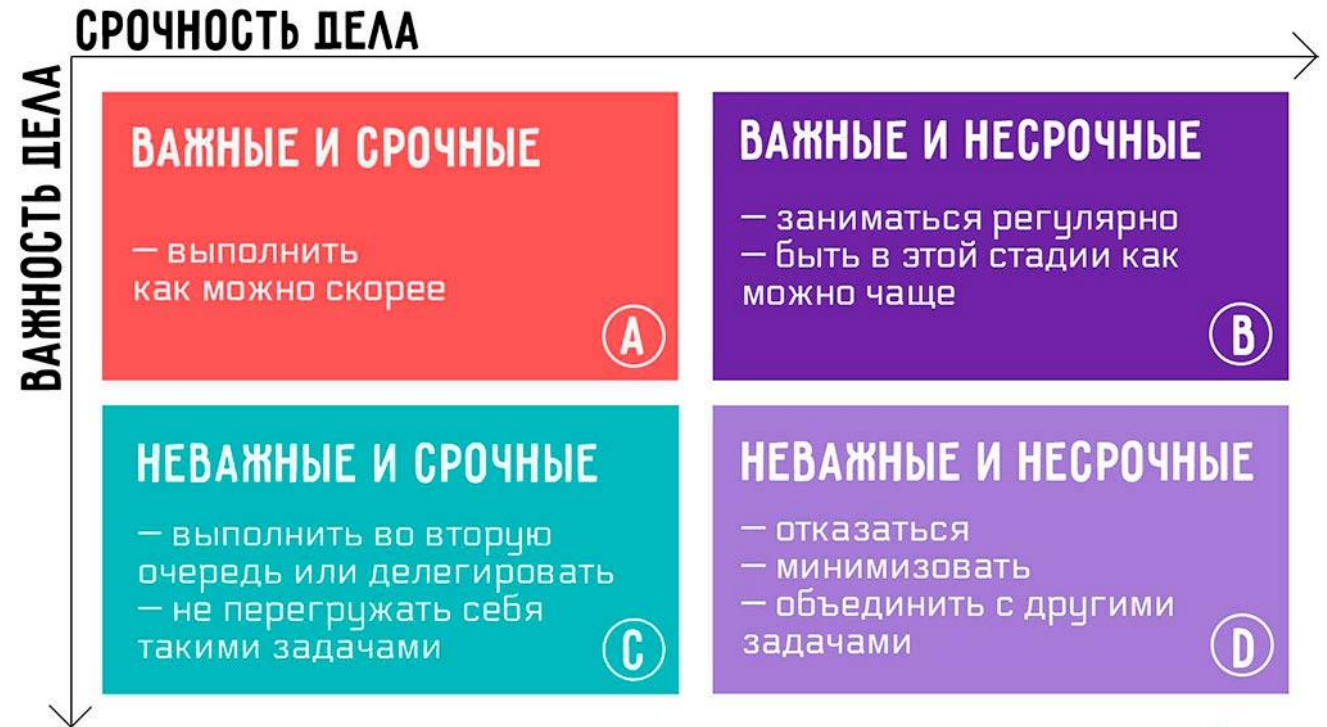 СРОЧНОСТЬ ДЕЛА
ВАЖНОСТЬ ДЕЛА
ВАЖНЫЕ И СРОЧНЫЕ
— выполнить
как можно скорее
A
ВАЖНЫЕ И НЕСРОЧНЫЕ
— заниматься регулярно
— быть в этой стадии как
можно чаще
B
НЕВАЖНЫЕ И СРОЧНЫЕ
— выполнить во вторую
очередь или делегировать
— не перегружать себя
такими задачами
C
НЕВАЖНЫЕ И НЕСРОЧНЫЕ
— отказаться
— минимизовать
— объединить с другими
задачами
D